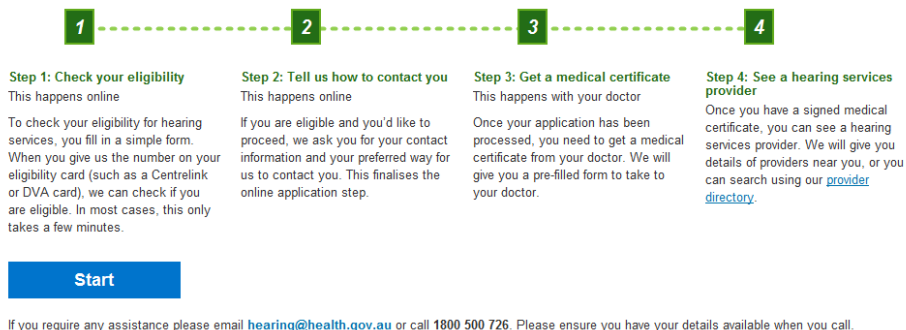 1
2
3
4
Step 1: Check your eligibility
This happens online
To check your eligibility for hearing
services, you fill in a simple form.
When you give us the number on your
eligibility card (such as a Centrelink
or DVA card), we can check if you
are eligible. In most cases, this only
takes a few minutes.
Step 2: Tell us how to contact you
This happens online
If you are eligible and you'd like to
proceed, we ask you for your contact
information and your preferred way for
us to contact you. This finalises the
online application step.
Step 3: Get a medical certificate
This happens with your doctor
Once your application has been
processed, you need to get a medical
certificate from your doctor. We will
give you a pre-filled form to take to
your doctor.
Step 4: See a hearing services
provider
Once you have a signed medical
certificate, you can see a hearing
services provider. We will give you
details of providers near you, or you
can search using our provider
directory.
Start
If you require any assistance please email hearing@health.gov.au or call 1800 500 726. Please ensure you have your details available when you call.